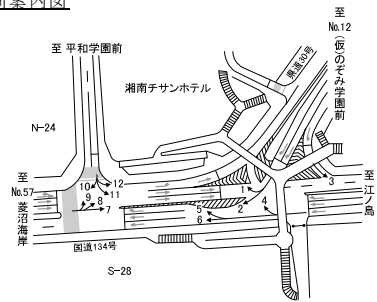 所案内図
至 平和学園前
至
No.12
(仮)のぞみ学園前
県道30号
湘南チサンホテル
N-24
至
No.57
菱沼海岸
10
12
11
9
8
7
1
2
3
4
5
6
至
江ノ島
国道134号
S-28